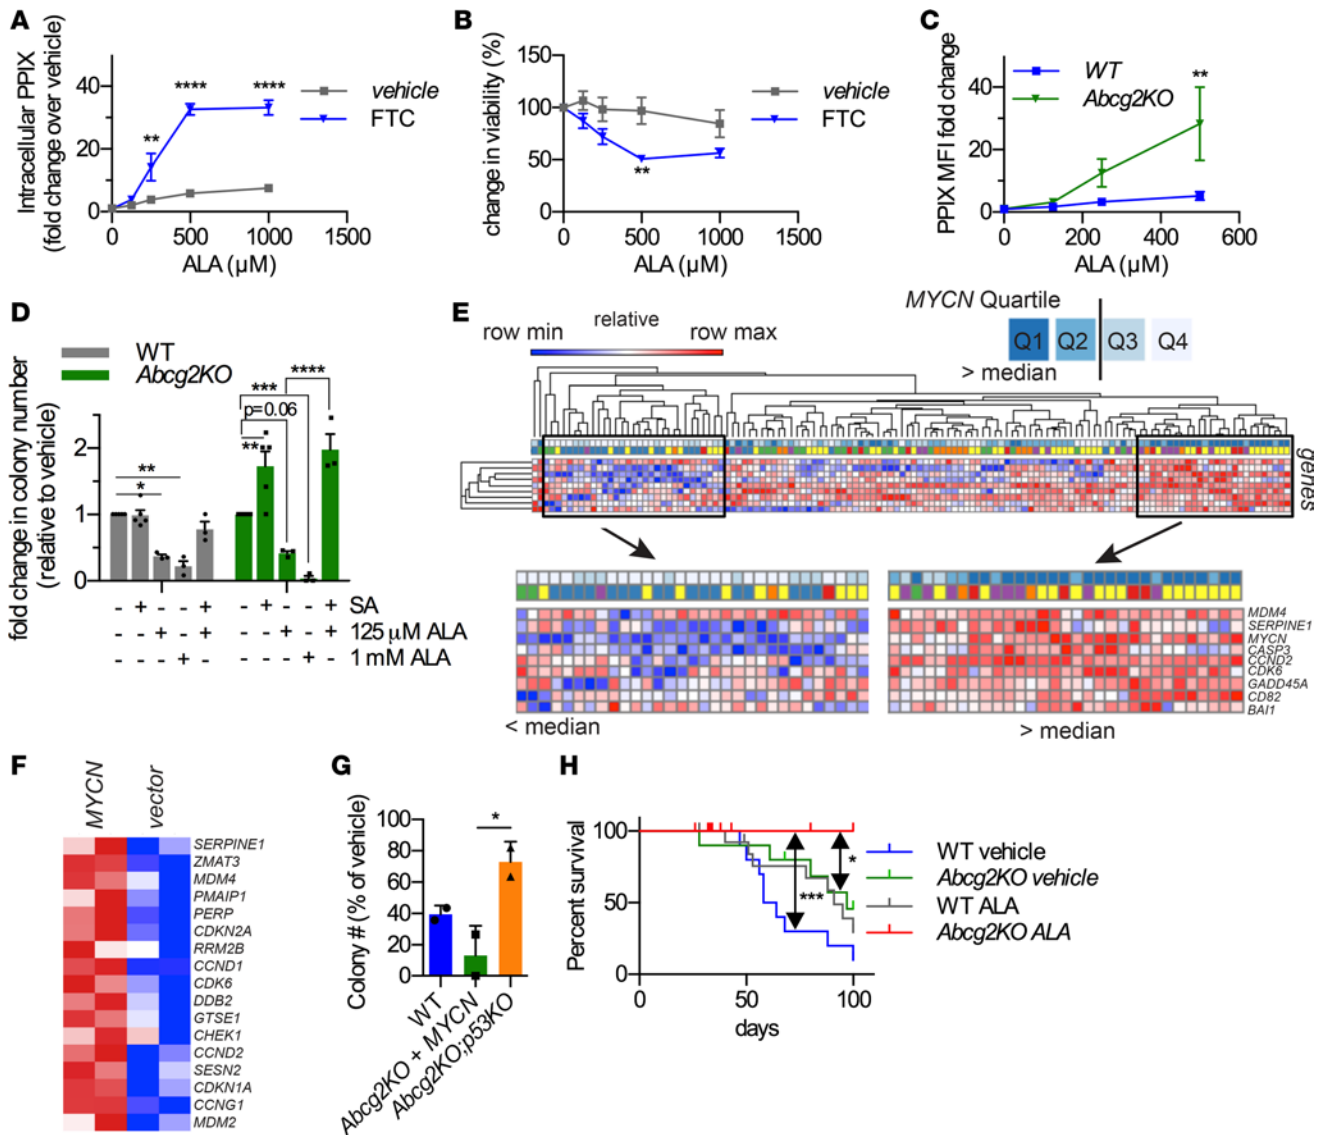 A
Intracellular PPIX
(fold change over vehicle)
40
20
0
**
****
****
vehicle
FTC
0
500
1000
1500
ALA (µM)
B
change in viability (%)
150
100
50
0
**
vehicle
FTC
0
500
1000
1500
ALA (µM)
C
PPIX MFI fold change
40
20
0
WT
Abcg2KO
**
0
200
400
600
ALA (µM)
D
WT
Abcg2KO
fold change in colony number
(relative to vehicle)
2
1
0
**
*
***
p=0.06
**
****
- + - - + - + - - + SA
- - + - + - - + - + 125 µM ALA
- - - + - - - - + - 1 mM ALA
E
MYCN Quartile
relative
row min
row max
Q1 Q2 Q3 Q4
> median
genes
MDM4
SERPINE1
MYCN
CASP3
CCND2
CDK6
GADD45A
CD82
BAI1
< median
> median
F
MYCN
vector
SERPINE1
ZMAT3
MDM4
PMAIP1
PERP
CDKN2A
RRM2B
CCND1
CDK6
DDB2
GTSE1
CHEK1
CCND2
SESN2
CDKN1A
CCNG1
MDM2
G
Colony # (% of vehicle)
100
80
60
40
20
0
*
WT
Abcg2KO + MYCN
Abcg2KO;p53KO
H
Percent survival
100
50
0
***
*
WT vehicle
Abcg2KO vehicle
WT ALA
Abcg2KO ALA
0
50
100
days